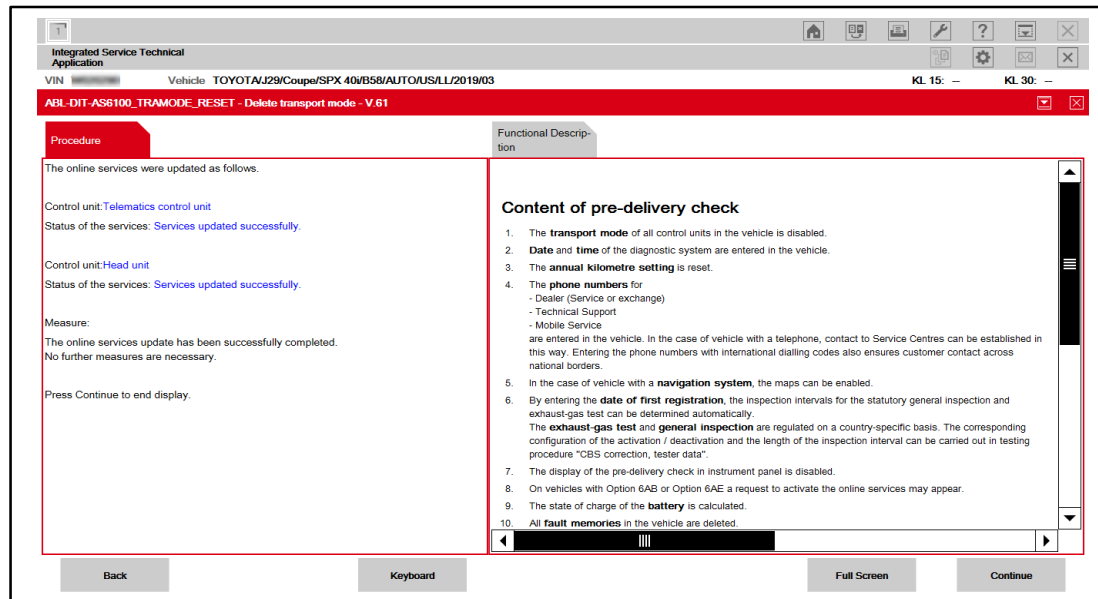 1
?
Integrated Service Technical
Application
VIN
Vehicle TOYOTA/J29/Coupe/SPX 40i/B58/AUTO/US/LL/2019/03
KL 15: --
KL 30: --
ABL-DIT-AS6100_TRAMODE_RESET - Delete transport mode - V.61
Procedure
The online services were updated as follows.
Control unit:Telematics control unit
Status of the services: Services updated successfully.
Control unit:Head unit
Status of the services: Services updated successfully.
Measure:
The online services update has been successfully completed.
No further measures are necessary.
Press Continue to end display.
Functional Descrip-
tion
Content of pre-delivery check
1. The transport mode of all control units in the vehicle is disabled.
2. Date and time of the diagnostic system are entered in the vehicle.
3. The annual kilometre setting is reset.
4. The phone numbers for
- Dealer (Service or exchange)
- Technical Support
- Mobile Service
are entered in the vehicle. In the case of vehicle with a telephone, contact to Service Centres can be established in
this way. Entering the phone numbers with international dialling codes also ensures customer contact across
national borders.
5. In the case of vehicle with a navigation system, the maps can be enabled.
6. By entering the date of first registration, the inspection intervals for the statutory general inspection and
exhaust-gas test can be determined automatically.
The exhaust-gas test and general inspection are regulated on a country-specific basis. The corresponding
configuration of the activation / deactivation and the length of the inspection interval can be carried out in testing
procedure "CBS correction, tester data".
7. The display of the pre-delivery check in instrument panel is disabled.
8. On vehicles with Option 6AB or Option 6AE a request to activate the online services may appear.
9. The state of charge of the battery is calculated.
10. All fault memories in the vehicle are deleted.
Back
Keyboard
Full Screen
Continue